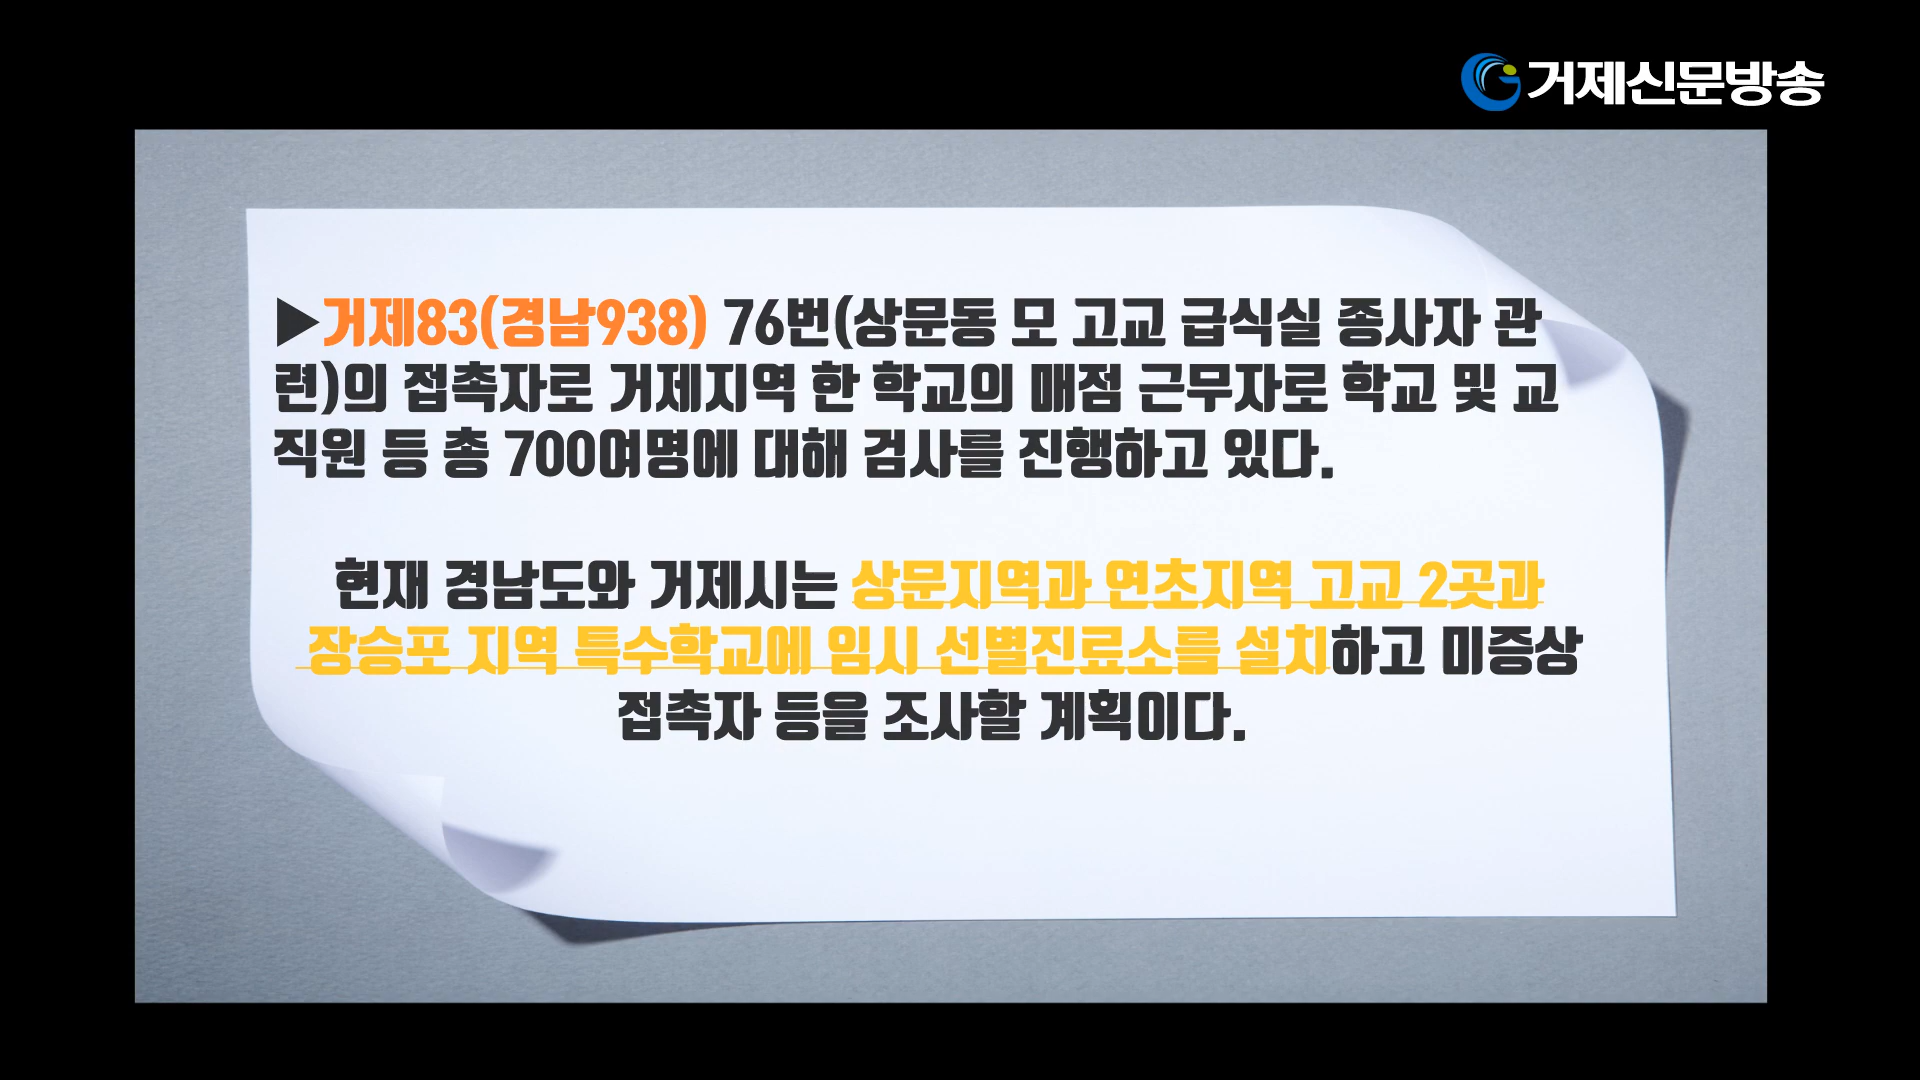 거제신문방송
▶거제83(경남938) 76번(상문동 모 고교 급식실 종사자 관
련)의 접촉자로 거제지역 한 학교의 매점 근무자로 학교 및 교
직원 등 총 700여명에 대해 검사를 진행하고 있다.
현재 경남도와 거제시는 상문지역과 연초지역 고교 2곳과
장승포 지역 특수학교에 임시 선별진료소를 설치하고 미증상
접촉자 등을 조사할 계획이다.